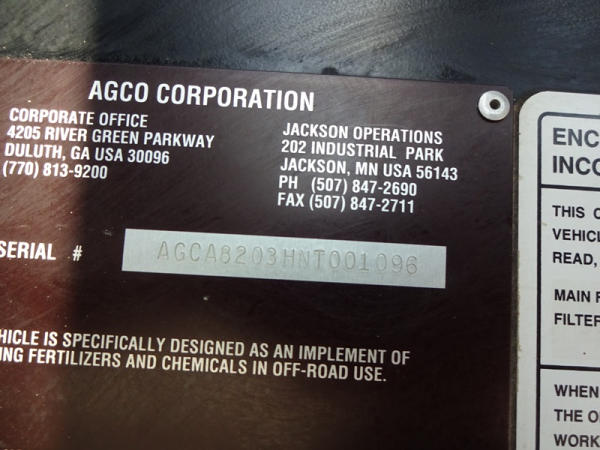 AGCO CORPORATION
CORPORATE OFFICE
4205 RIVER GREEN PARKWAY
DULUTH, GA USA 30096
(770) 813-9200
JACKSON OPERATIONS
202 INDUSTRIAL PARK
JACKSON, MN USA 56143
PH (507) 847-2690
FAX (507) 847-2711
SERIAL # AGCA8203HNT001096
HICLE IS SPECIFICALLY DESIGNED AS AN IMPLEMENT OF
ING FERTILIZERS AND CHEMICALS IN OFF-ROAD USE.
ENC
INCO
THIS C
VEHIC
READ,
MAIN F
FILTER
WHEN
THE O
WORK